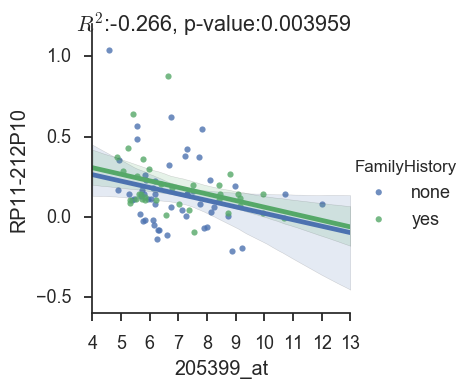 R²:-0.266, p-value:0.003959
1.0
0.5
0.0
−0.5
RP11-212P10
4 5 6 7 8 9 10 11 12 13
205399_at
FamilyHistory
none
yes